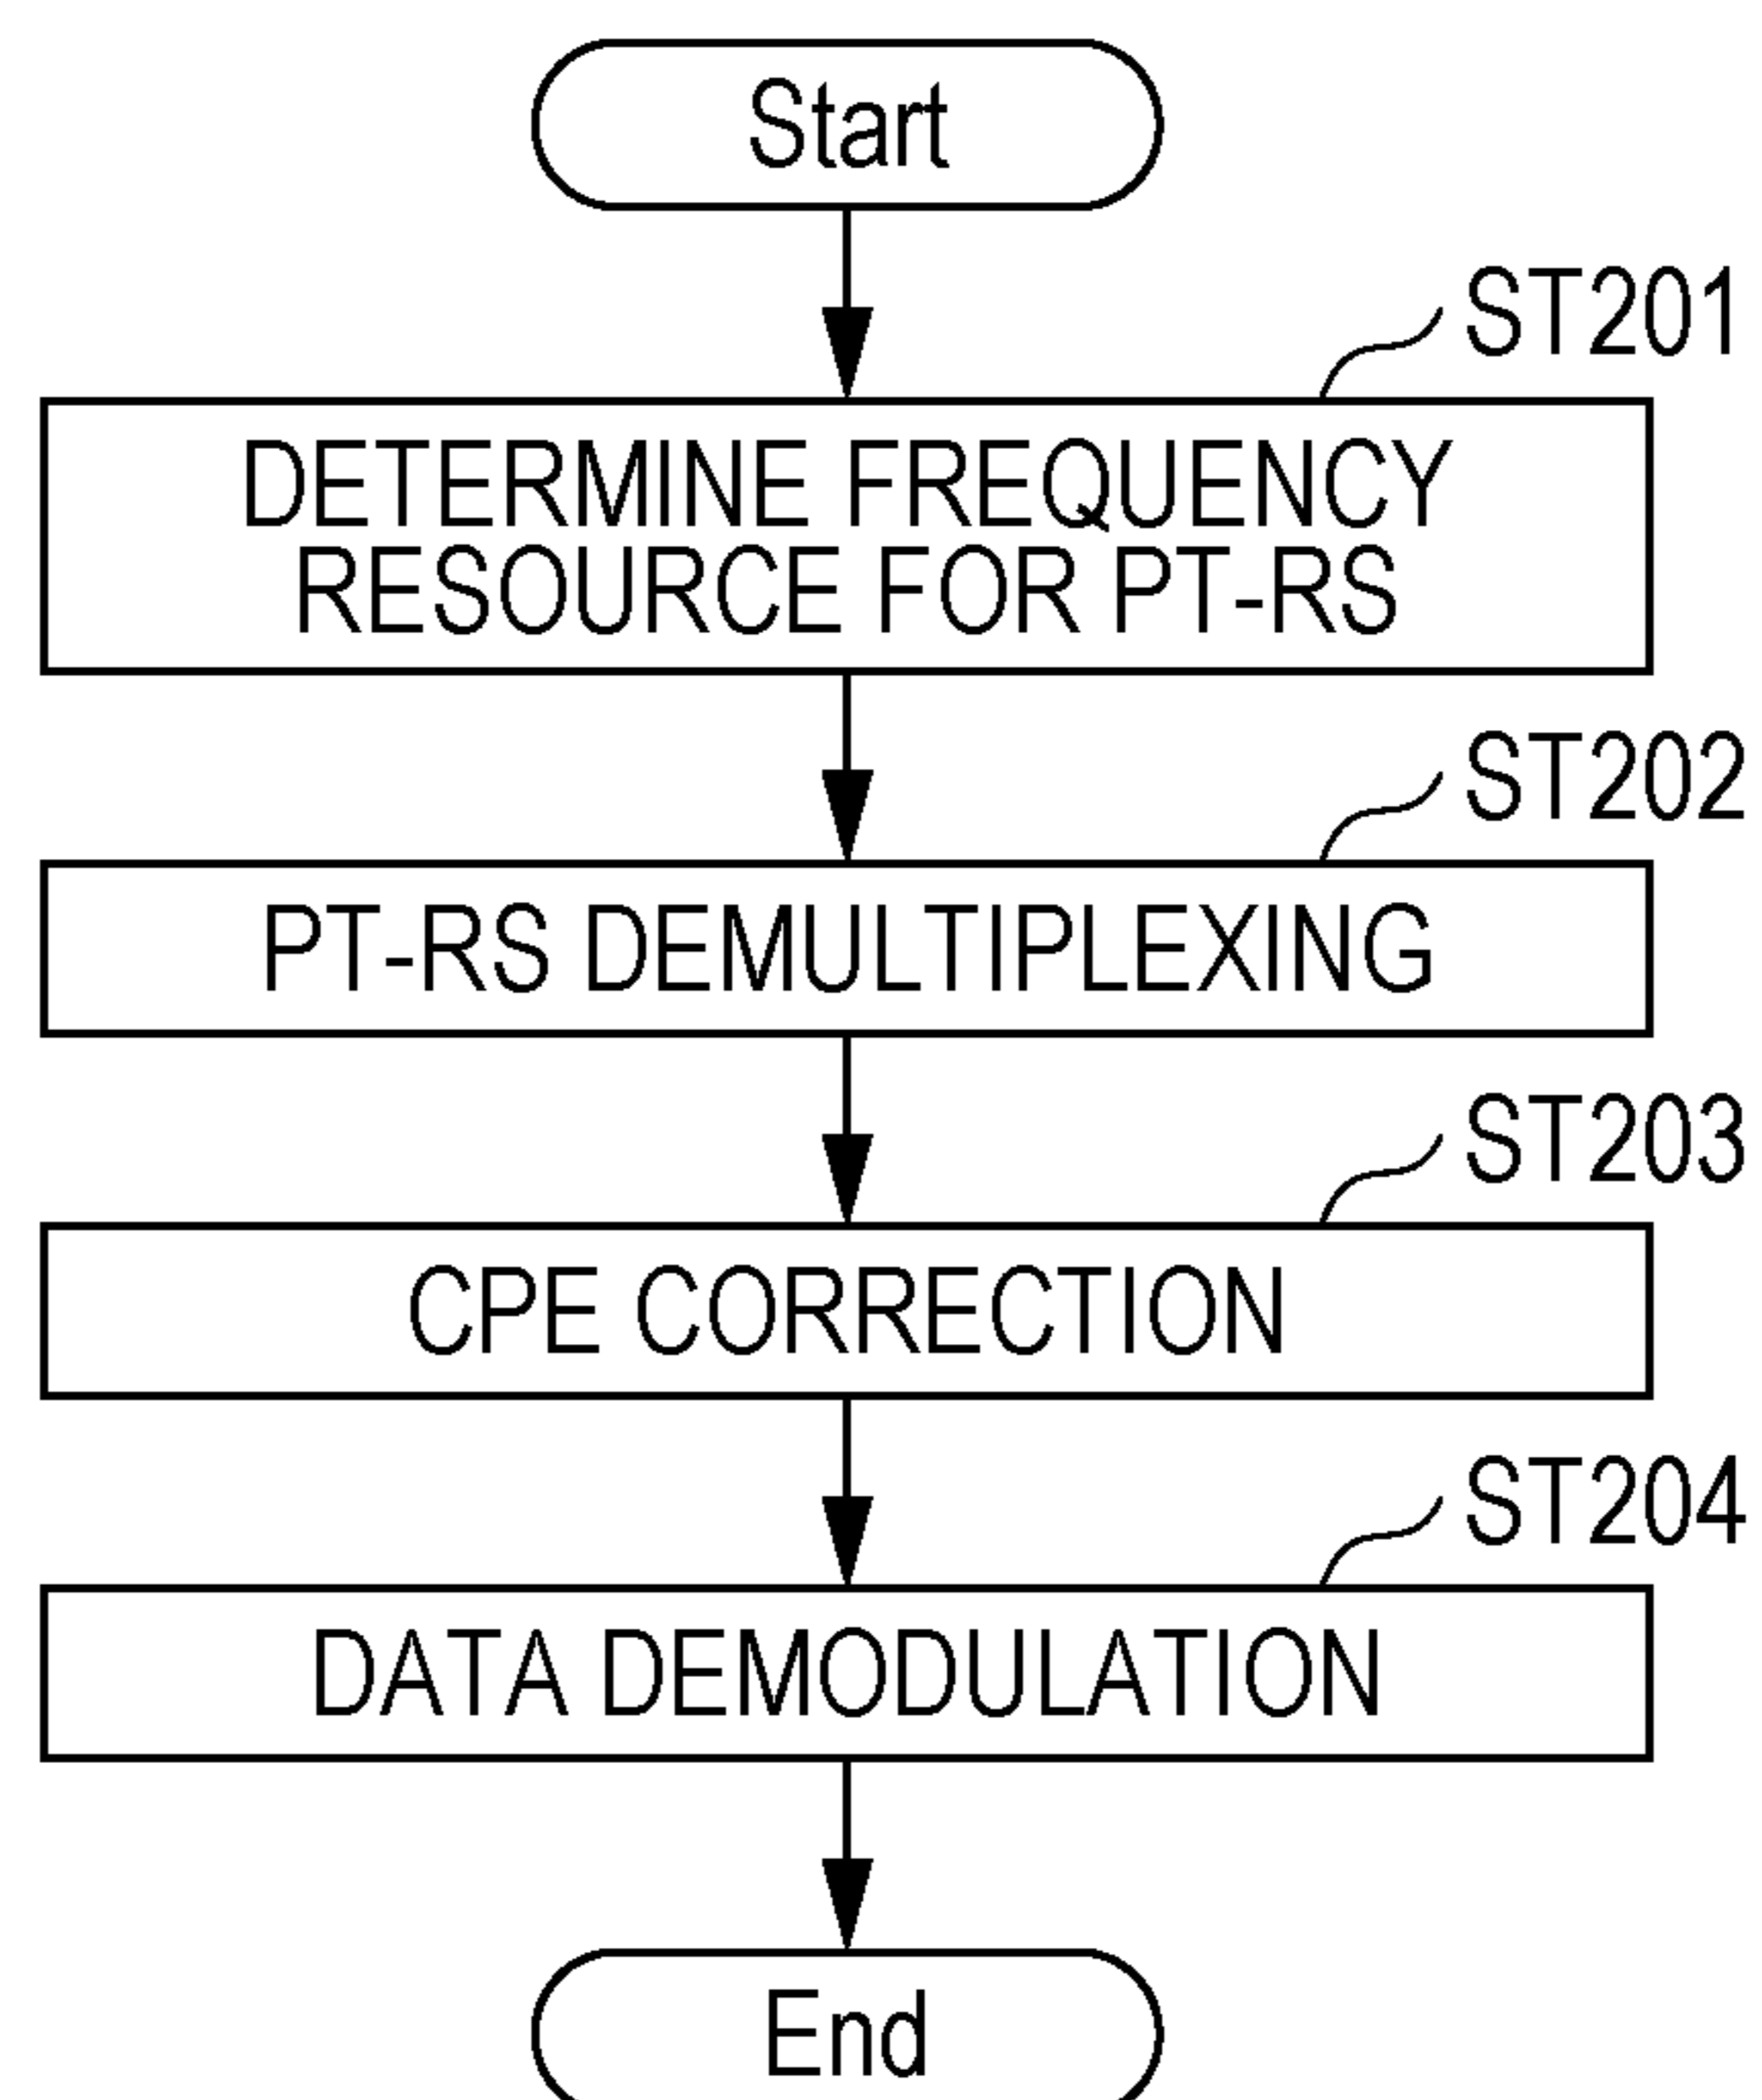 Start
ST201
DETERMINE FREQUENCY
RESOURCE FOR PT-RS
ST202
PT-RS DEMULTIPLEXING
ST203
CPE CORRECTION
ST204
DATA DEMODULATION
End